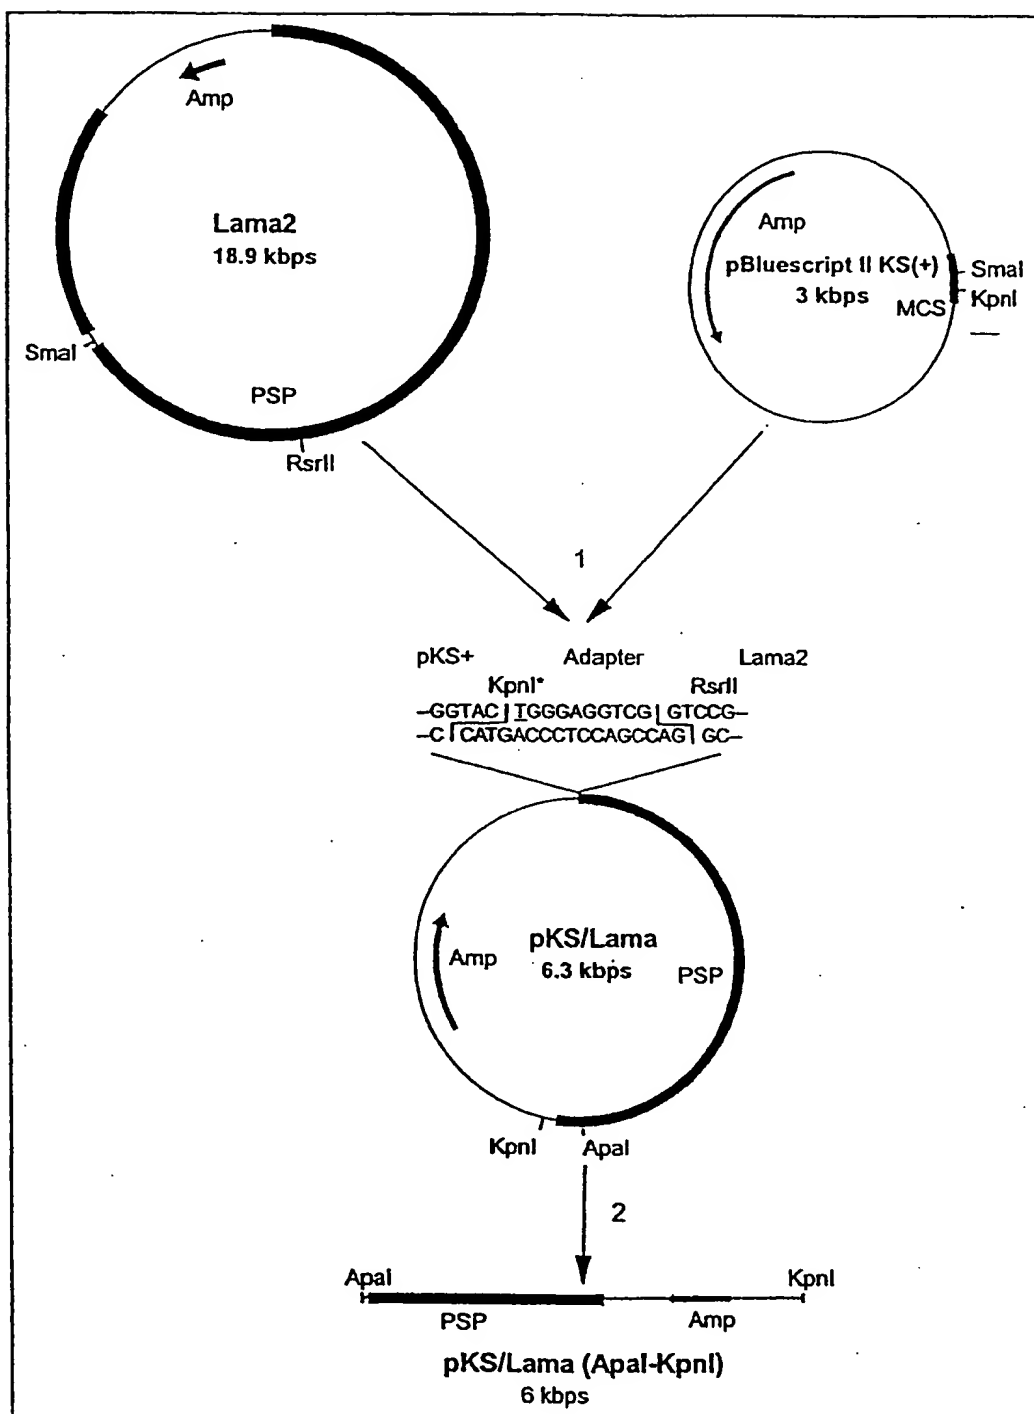 Amp
Lama2
18.9 kbps
SmaI
PSP
RsrII
Amp
pBluescript II KS(+)
3 kbps
MCS
SmaI
KpnI
1
pKS+ Adapter Lama2
KpnI* RsrII
–GGTAC TGGGAGGTCG GTCCG–
–C CATGACCCTCCAGCCAG GC–
pKS/Lama
6.3 kbps
Amp
PSP
KpnI
ApaI
2
ApaI
KpnI
PSP
Amp
pKS/Lama (ApaI-KpnI)
6 kbps